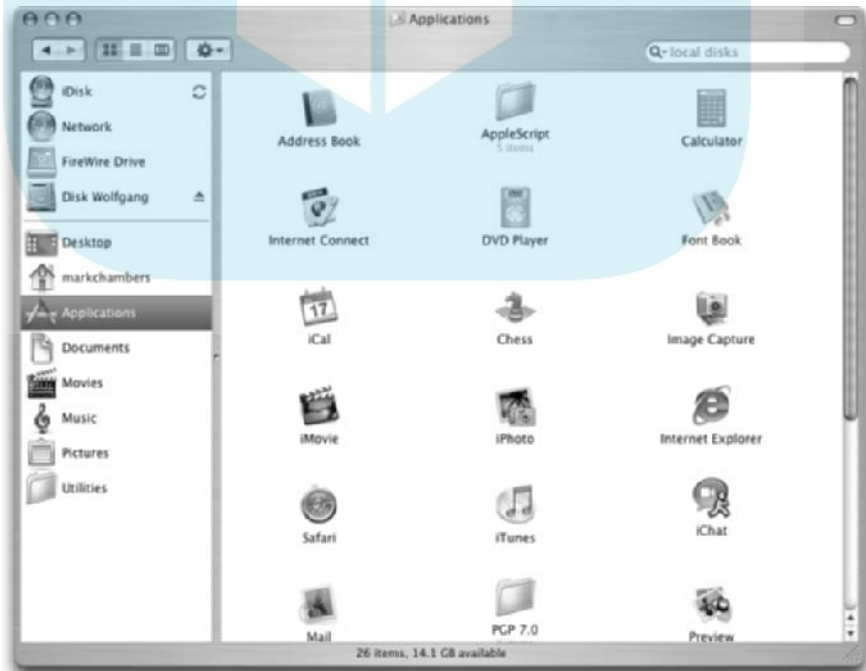 Applications
local disks
iDisk
Network
FireWire Drive
Disk Wolfgang
Desktop
markchambers
Applications
Documents
Movies
Music
Pictures
Utilities
Address Book
AppleScript
5 items
Calculator
Internet Connect
DVD Player
Font Book
17
iCal
Chess
Image Capture
iMovie
iPhoto
Internet Explorer
Safari
iTunes
iChat
Mail
PGP 7.0
Preview
26 items, 14.1 GB available